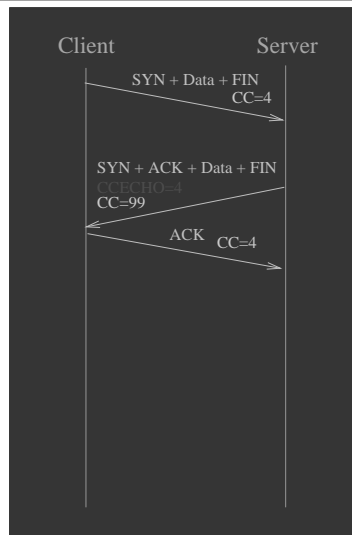 Client Server
SYN + Data + FIN
CC=4
SYN + ACK + Data + FIN
CCECHO=4
CC=99
ACK CC=4